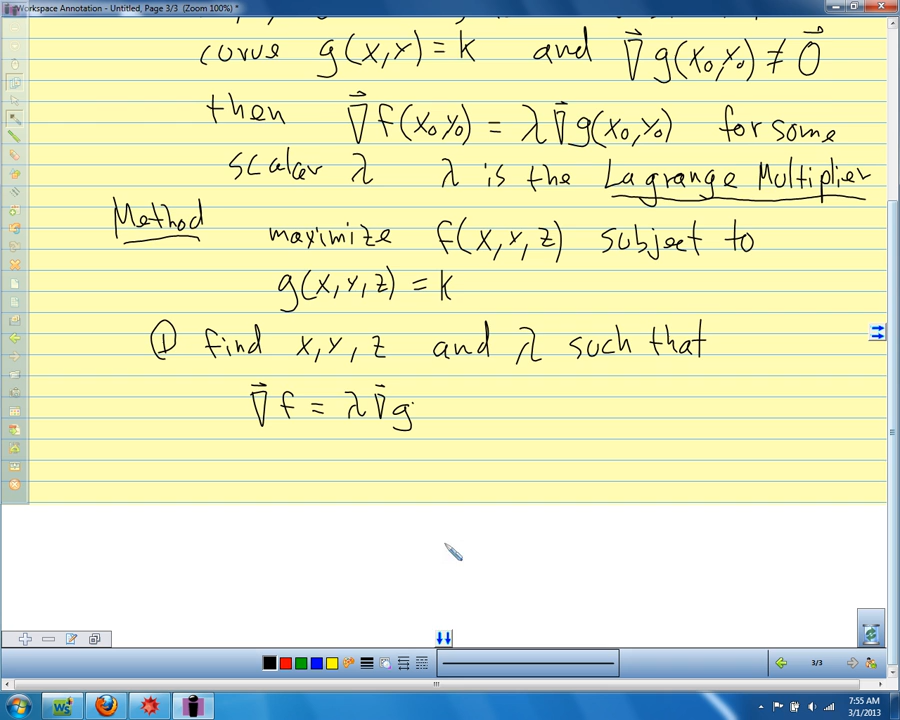 Workspace Annotation - Untitled, Page 3/3 (Zoom 100%) *
curve g(x,y) = k and ∇⃗g(x₀,y₀) ≠ 0⃗
then ∇⃗f(x₀y₀) = λ∇⃗g(x₀,y₀) for some
scalar λ λ is the Lagrange Multiplier
Method maximize f(x,y,z) subject to
g(x,y,z) = k
① find x,y,z and λ such that
∇⃗f = λ∇⃗g
3/3
7:55 AM
3/1/2013